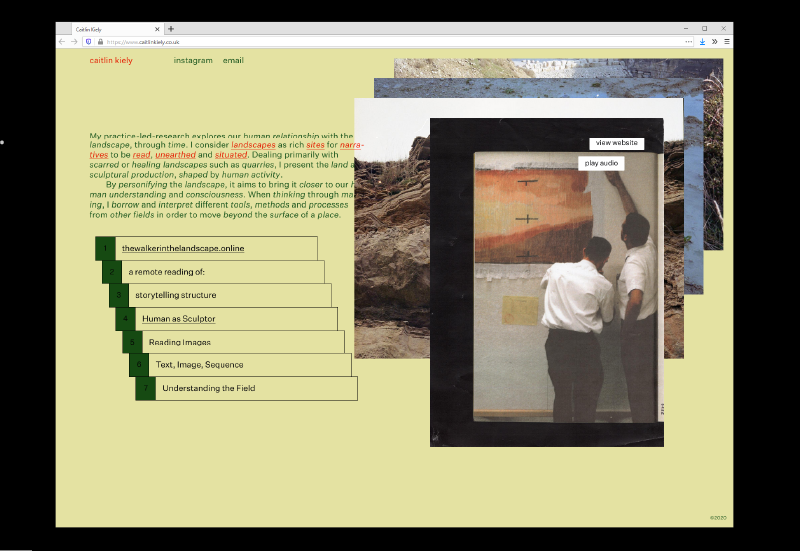 Caitlin Kiely
https://www.caitlinkiely.co.uk
caitlin kiely instagram email
My practice-led-research explores our human relationship with the
landscape, through time. I consider landscapes as rich sites for narra-
tives to be read, unearthed and situated. Dealing primarily with
scarred or healing landscapes such as quarries, I present the land
sculptural production, shaped by human activity.
By personifying the landscape, it aims to bring it closer to our
man understanding and consciousness. When thinking through
ing, I borrow and interpret different tools, methods and processes
from other fields in order to move beyond the surface of a place.
1 thewalkerinthelandscape.online
2 a remote reading of:
3 storytelling structure
4 Human as Sculptor
5 Reading Images
6 Text, Image, Sequence
7 Understanding the Field
view website
play audio
©2020